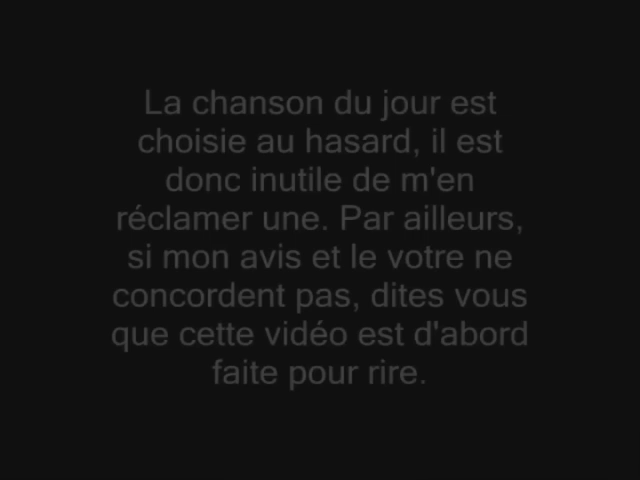 La chanson du jour est
choisie au hasard, il est
donc inutile de m'en
réclamer une. Par ailleurs,
si mon avis et le votre ne
concordent pas, dites vous
que cette vidéo est d'abord
faite pour rire.